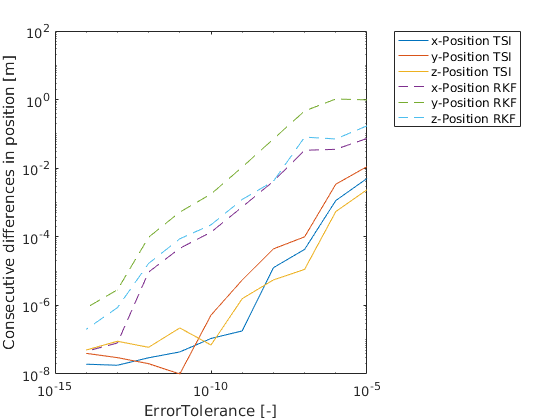 10^2
10^0
10^-2
10^-4
10^-6
10^-8
Consecutive differences in position [m]
10^-15
10^-10
10^-5
ErrorTolerance [-]
x-Position TSI
y-Position TSI
z-Position TSI
x-Position RKF
y-Position RKF
z-Position RKF